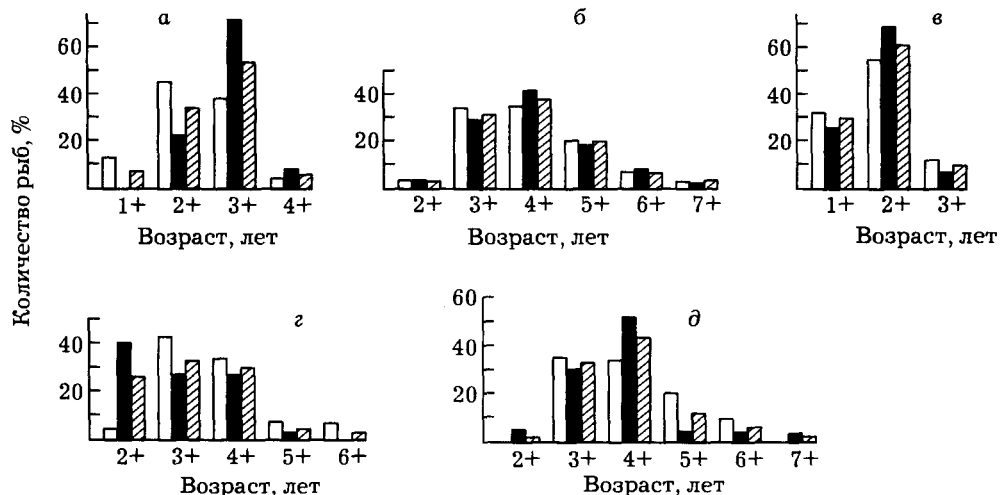 Количество рыб, %
а
60
40
20
1+ 2+ 3+ 4+
Возраст, лет
б
40
20
2+ 3+ 4+ 5+ 6+ 7+
Возраст, лет
в
60
40
20
1+ 2+ 3+
Возраст, лет
г
40
20
2+ 3+ 4+ 5+ 6+
Возраст, лет
д
60
40
20
2+ 3+ 4+ 5+ 6+ 7+
Возраст, лет